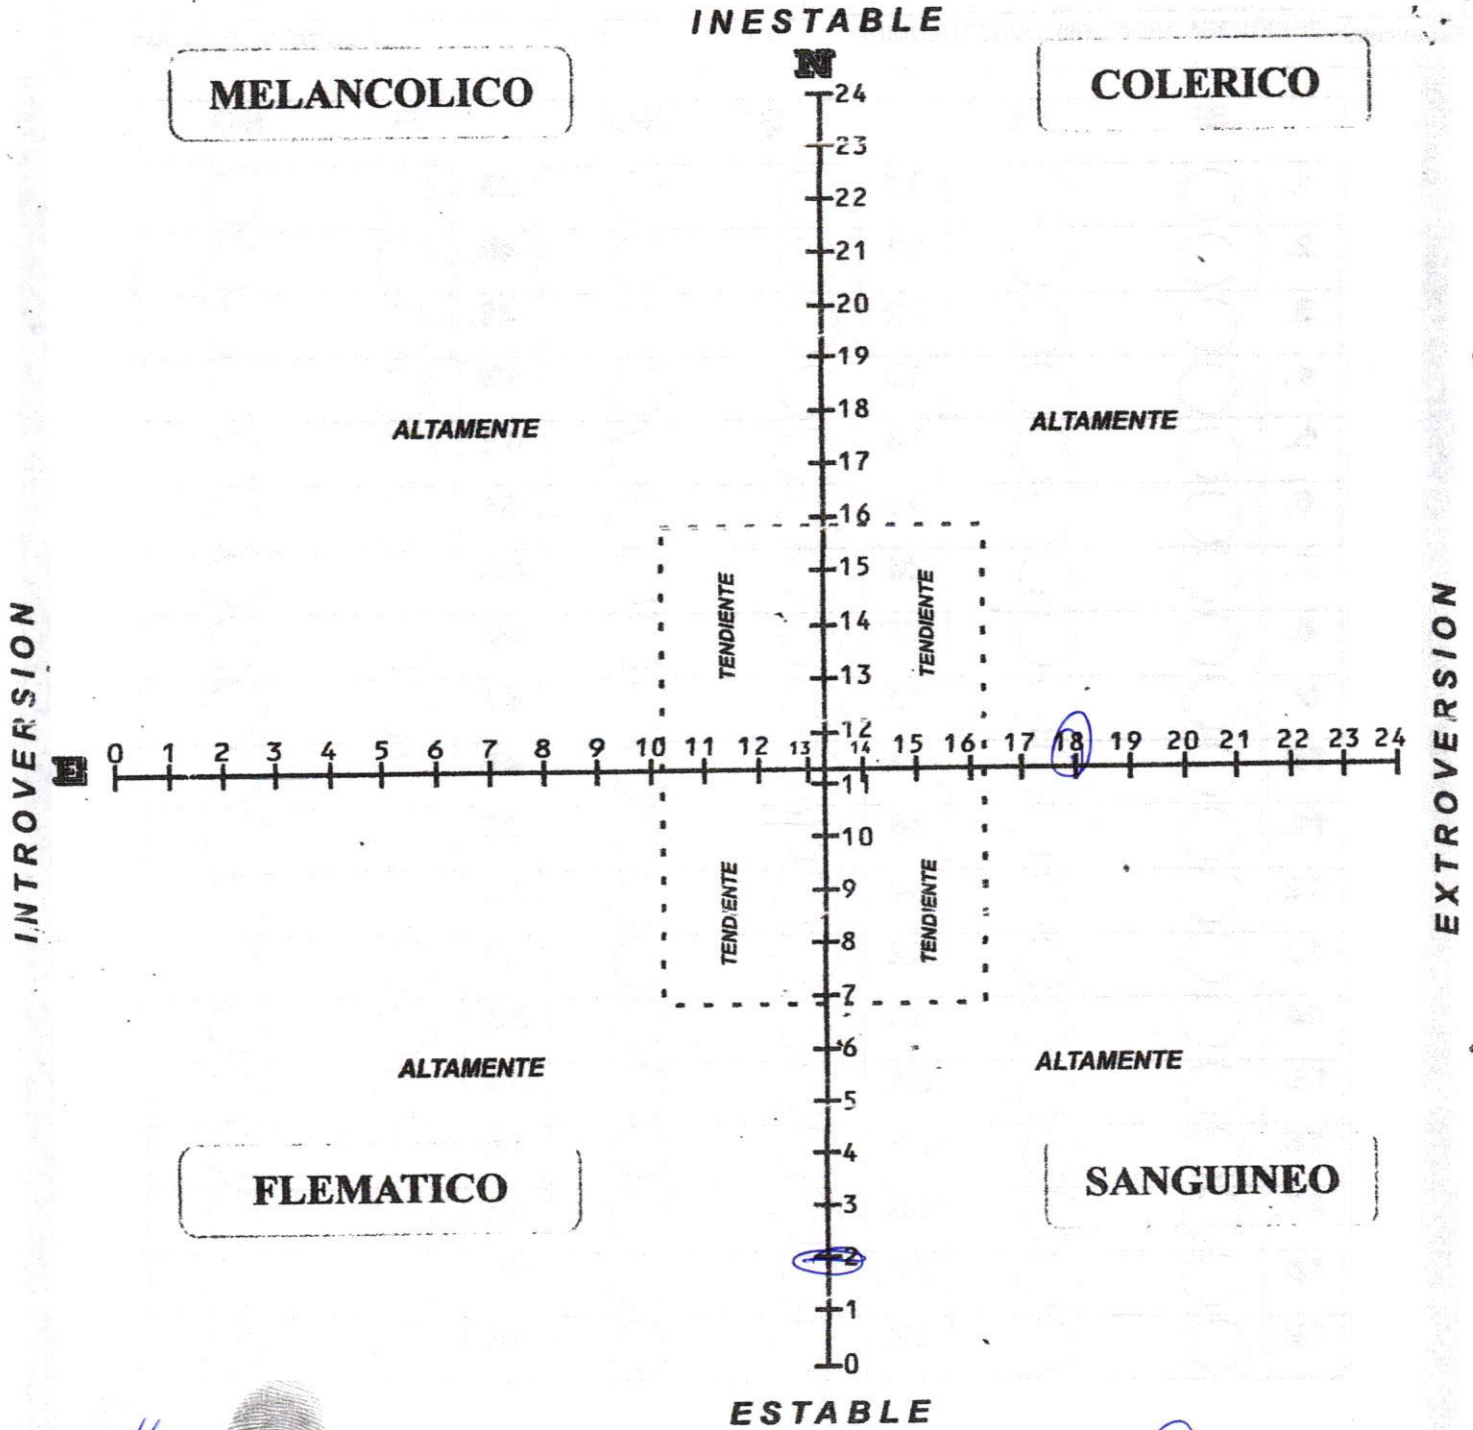 INESTABLE
MELANCOLICO
N
COLERICO
24
23
22
21
20
19
ALTAMENTE
18
ALTAMENTE
17
16
15
TENDIENTE
TENDIENTE
14
13
12
INTROVERSION
E
0 1 2 3 4 5 6 7 8 9 10 11 12 13 14 15 16 17 18 19 20 21 22 23 24
EXTROVERSION
11
10
9
TENDIENTE
TENDIENTE
8
7
6
ALTAMENTE
ALTAMENTE
5
4
FLEMATICO
SANGUINEO
3
2
1
0
ESTABLE